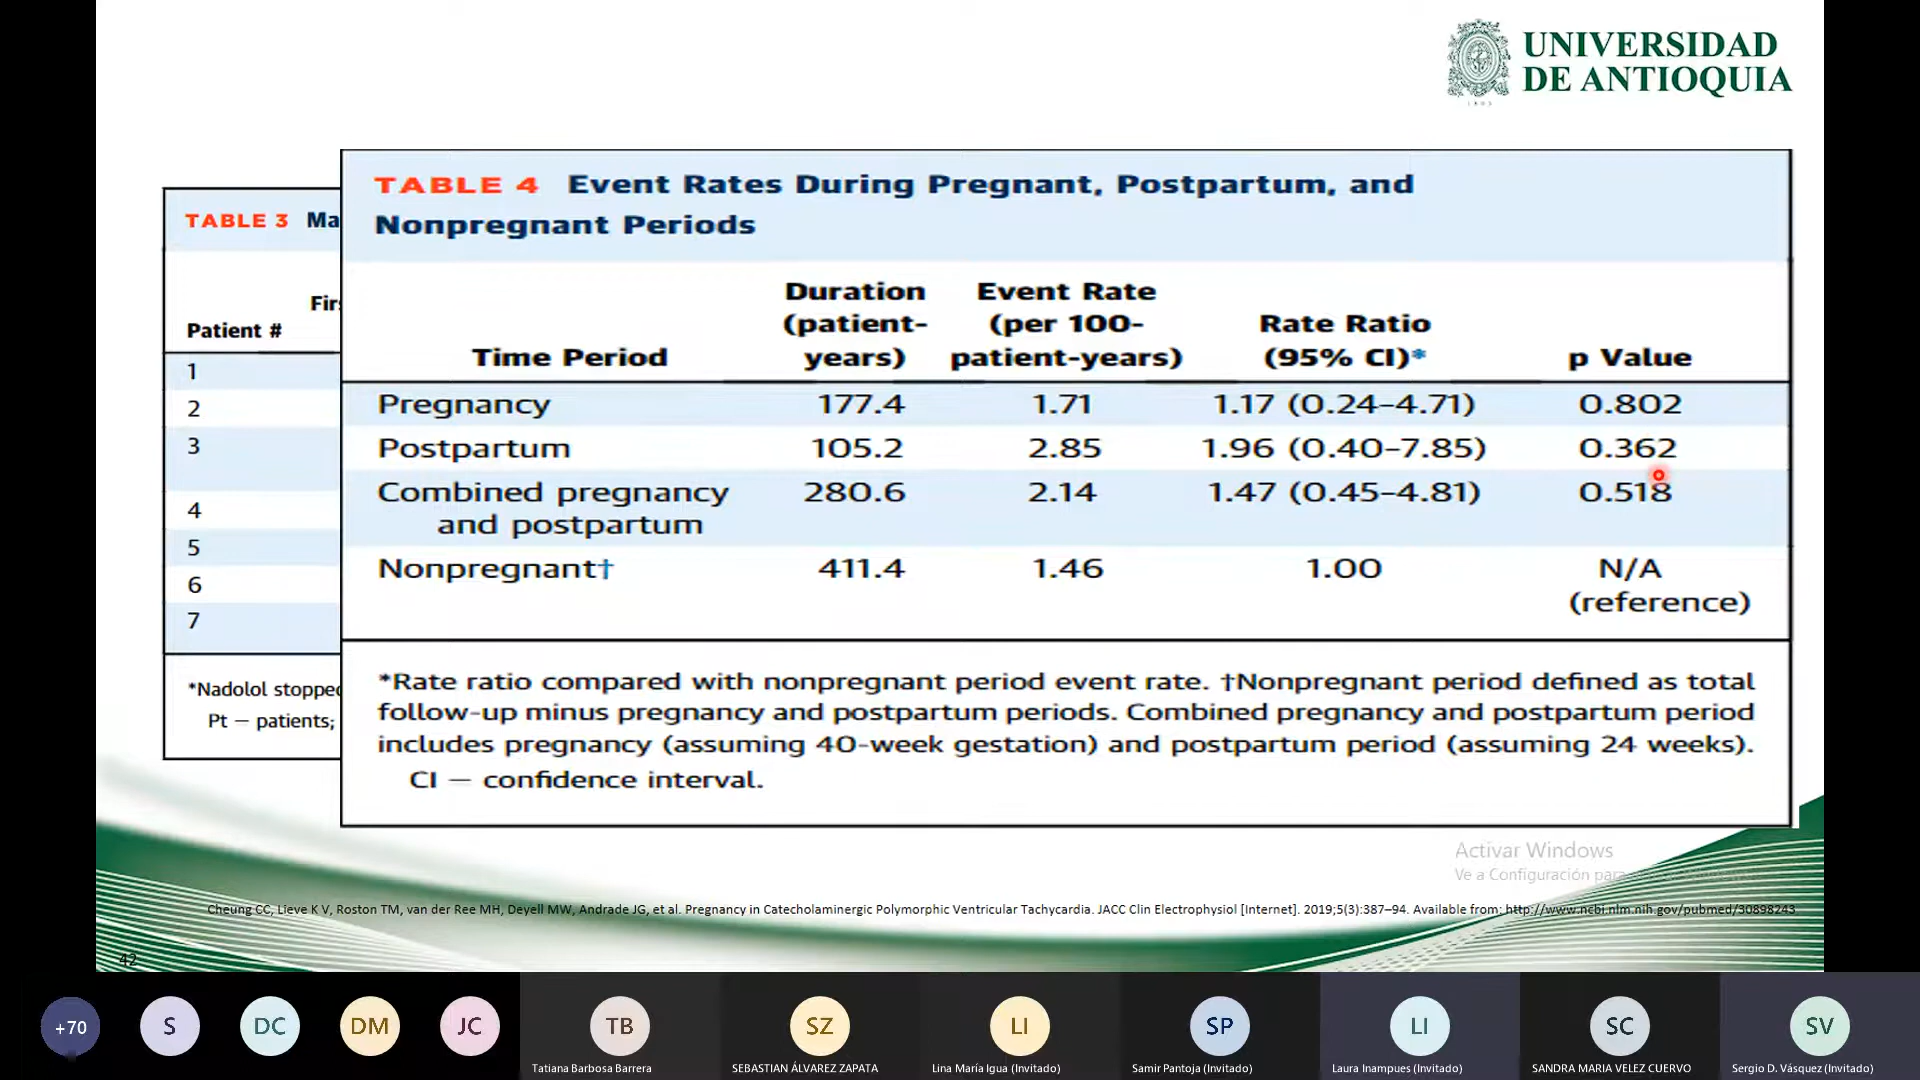 UNIVERSIDAD
DE ANTIOQUIA
1803
TABLE 3 Ma
Fir
Patient #
1
2
3
4
5
6
7
*Nadolol stopped
Pt = patients;
TABLE 4 Event Rates During Pregnant, Postpartum, and
Nonpregnant Periods
Time Period Duration (patient-years) Event Rate (per 100-patient-years) Rate Ratio (95% CI)* p Value
Pregnancy 177.4 1.71 1.17 (0.24–4.71) 0.802
Postpartum 105.2 2.85 1.96 (0.40–7.85) 0.362
Combined pregnancy 280.6 2.14 1.47 (0.45–4.81) 0.518
and postpartum
Nonpregnant† 411.4 1.46 1.00 N/A
(reference)
*Rate ratio compared with nonpregnant period event rate. †Nonpregnant period defined as total
follow-up minus pregnancy and postpartum periods. Combined pregnancy and postpartum period
includes pregnancy (assuming 40-week gestation) and postpartum period (assuming 24 weeks).
CI = confidence interval.
Activar Windows
Ve a Configuración para
Cheung CC, Lieve K V, Roston TM, van der Ree MH, Deyell MW, Andrade JG, et al. Pregnancy in Catecholaminergic Polymorphic Ventricular Tachycardia. JACC Clin Electrophysiol [Internet]. 2019;5(3):387–94. Available from: http://www.ncbi.nlm.nih.gov/pubmed/30898243
42
+70 S DC DM JC TB SZ LI SP LI SC SV
Tatiana Barbosa Barrera SEBASTIAN ÁLVAREZ ZAPATA Lina María Igua (Invitado) Samir Pantoja (Invitado) Laura Inampues (Invitado) SANDRA MARIA VELEZ CUERVO Sergio D. Vásquez (Invitado)